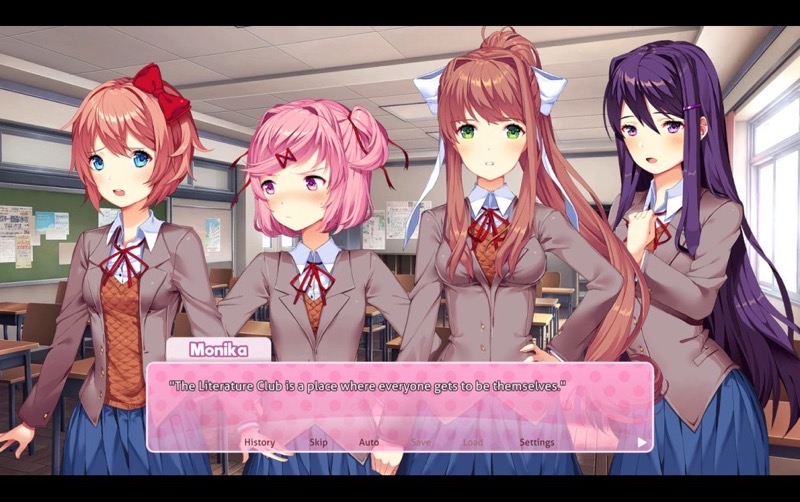 Monika
"The Literature Club is a place where everyone gets to be themselves."
History Skip Auto Save Load Settings